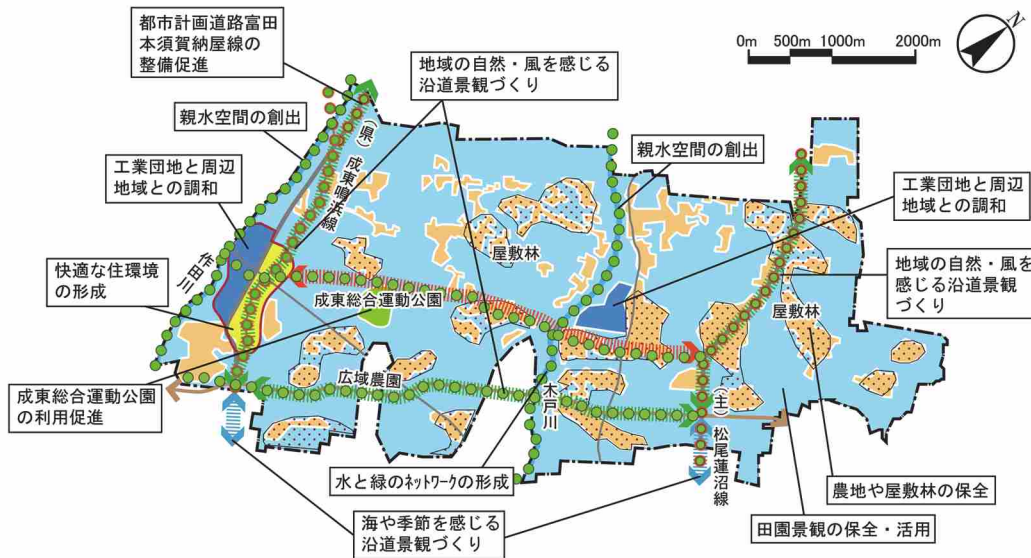 都市計画道路富田
本須賀納屋線の
整備促進
地域の自然・風を感じる
沿道景観づくり
0m 500m 1000m 2000m
N
親水空間の創出
工業団地と周辺
地域との調和
快適な住環境
の形成
成東総合運動公園
の利用促進
(県)成東鳴浜線
作田川
成東総合運動公園
広域農園
屋敷林
木戸川
親水空間の創出
工業団地と周辺
地域との調和
地域の自然・風を
感じる沿道景観
づくり
屋敷林
(主)松尾蓮沼線
水と緑のネットワークの形成
海や季節を感じる
沿道景観づくり
農地や屋敷林の保全
田園景観の保全・活用